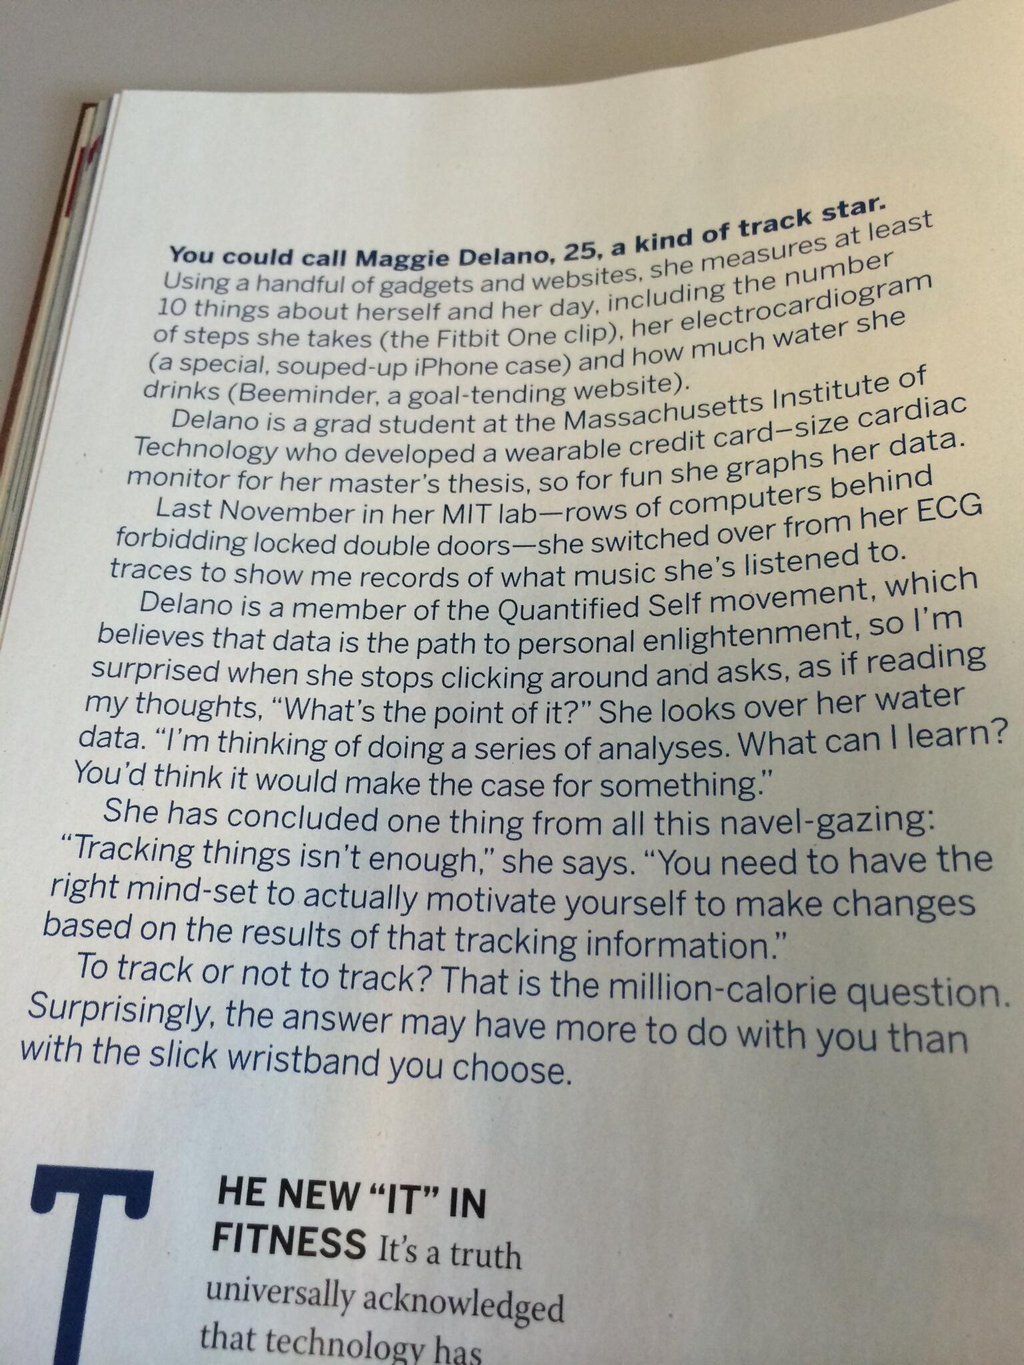 You could call Maggie Delano, 25, a kind of track star.
Using a handful of gadgets and websites, she measures at least
10 things about herself and her day, including the number
of steps she takes (the Fitbit One clip), her electrocardiogram
(a special, souped-up iPhone case) and how much water she
drinks (Beeminder, a goal-tending website).
Delano is a grad student at the Massachusetts Institute of
Technology who developed a wearable credit card–size cardiac
monitor for her master's thesis, so for fun she graphs her data.
Last November in her MIT lab—rows of computers behind
forbidding locked double doors—she switched over from her ECG
traces to show me records of what music she's listened to.
Delano is a member of the Quantified Self movement, which
believes that data is the path to personal enlightenment, so I'm
surprised when she stops clicking around and asks, as if reading
my thoughts, “What's the point of it?” She looks over her water
data. “I'm thinking of doing a series of analyses. What can I learn?
You'd think it would make the case for something.”
She has concluded one thing from all this navel-gazing:
“Tracking things isn't enough,” she says. “You need to have the
right mind-set to actually motivate yourself to make changes
based on the results of that tracking information.”
To track or not to track? That is the million-calorie question.
Surprisingly, the answer may have more to do with you than
with the slick wristband you choose.
THE NEW “IT” IN
FITNESS It's a truth
universally acknowledged
that technology has